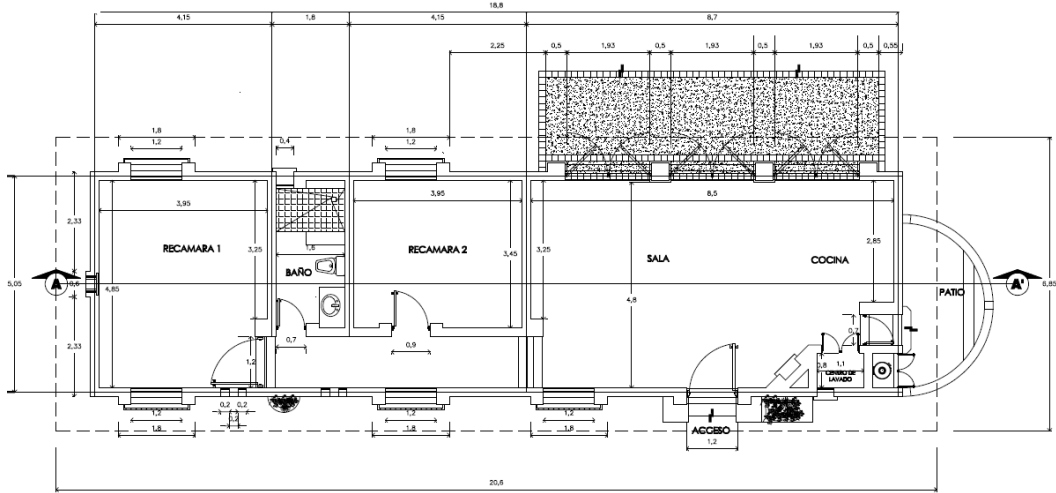 18,8
4,15 1,8 4,15 8,7
2,25 0,5 1,93 0,5 1,93 0,5 1,93 0,5 0,55
1,8 1,8
1,2 0,4 1,2
3,95 3,95 8,5
2,33 3,25 3,45 3,25 2,85
1,6
RECAMARA 1 RECAMARA 2 SALA COCINA
BAÑO
A A'
5,05 0,6 4,85 4,8 PATIO 6,85
2,33 1,2 0,7 0,9 0,7
0,8 1,1
CENTRO DE
LAVADO
1,2 0,2 0,2 1,2 1,2
0,2
1,8 1,8 1,8
ACCESO
1,2
20,6